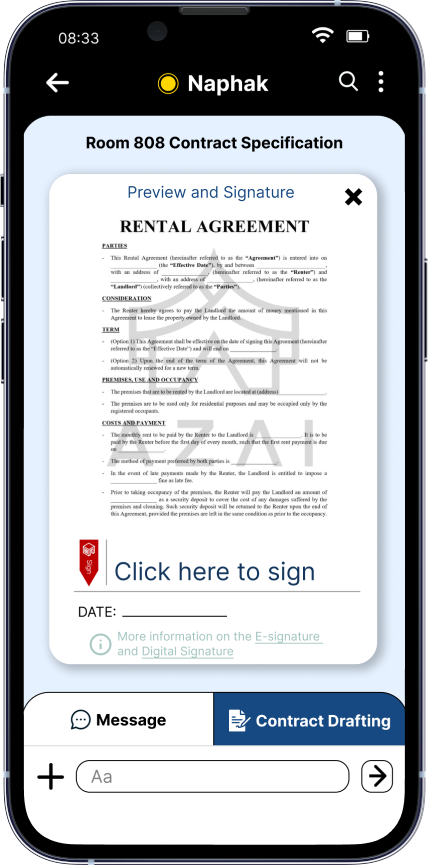 08:33
Naphak
Room 808 Contract Specification
Preview and Signature
RENTAL AGREEMENT
PARTIES
- This Rental Agreement (hereinafter referred to as the “Agreement”) is entered into on
____________ (the “Effective Date”), by and between ____________________,
with an address of ______________, (hereinafter referred to as the “Renter”) and
______________, with an address of ______________, (hereinafter referred to as the
“Landlord”) (collectively referred to as the “Parties”).
CONSIDERATION
- The Renter hereby agrees to pay the Landlord the amount of money mentioned in this
Agreement to lease the property owned by the Landlord.
TERM
- (Option 1) This Agreement shall be effective on the date of signing this Agreement (hereinafter
referred to as the “Effective Date”) and will end on ______________.
- (Option 2) Upon the end of the term of the Agreement, this Agreement will not be
automatically renewed for a new term.
PREMISES, USE AND OCCUPANCY
- The premises that are to be rented by the Landlord are located at (address) ______________.
- The premises are to be used only for residential purposes and may be occupied only by the
registered occupants.
COSTS AND PAYMENT
- The monthly rent to be paid by the Renter to the Landlord is ______________. It is to be
paid by the Renter before the first day of every month, such that the first rent payment is due
on ______________.
- The method of payment preferred by both parties is ______________.
- In the event of late payments made by the Renter, the Landlord is entitled to impose a
______________ fine as late fee.
- Prior to taking occupancy of the premises, the Renter will pay the Landlord an amount of
______________ as a security deposit to cover the cost of any damages suffered by the
premises and cleaning. Such security deposit will be returned to the Renter upon the end of
this Agreement, provided the premises are left in the same condition as prior to the occupancy.
AZAI
Sign
Click here to sign
DATE: ______________
More information on the E-signature
and Digital Signature
Message
Contract Drafting
Aa